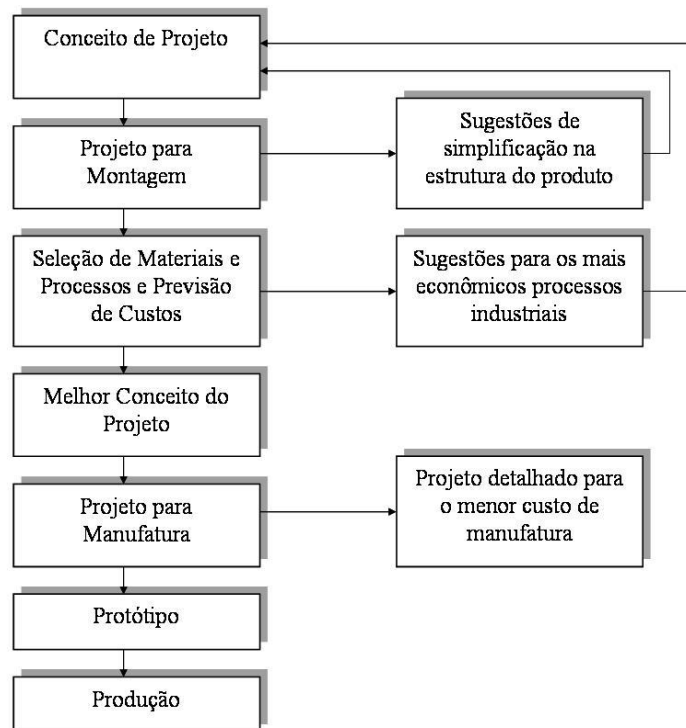 Conceito de Projeto
Projeto para
Montagem
Sugestões de
simplificação na
estrutura do produto
Seleção de Materiais e
Processos e Previsão
de Custos
Sugestões para os mais
econômicos processos
industriais
Melhor Conceito do
Projeto
Projeto para
Manufatura
Projeto detalhado para
o menor custo de
manufatura
Protótipo
Produção